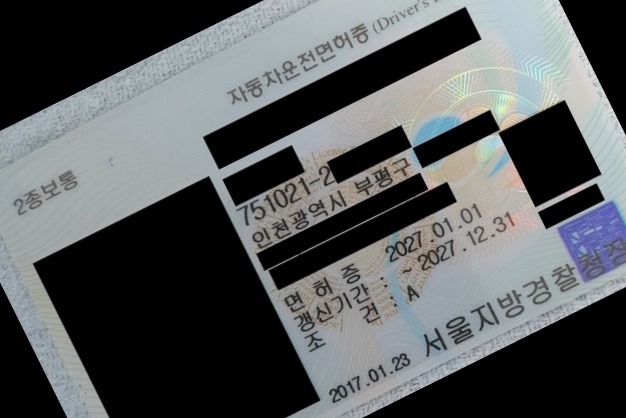 자동차운전면허증 (Driver's
2종보통
751021-2
인천광역시 부평구
면 허 증 2027.01.01
갱신기간 : ~ 2027.12.31
조 건 : A
2017.01.23 서울지방경찰청장